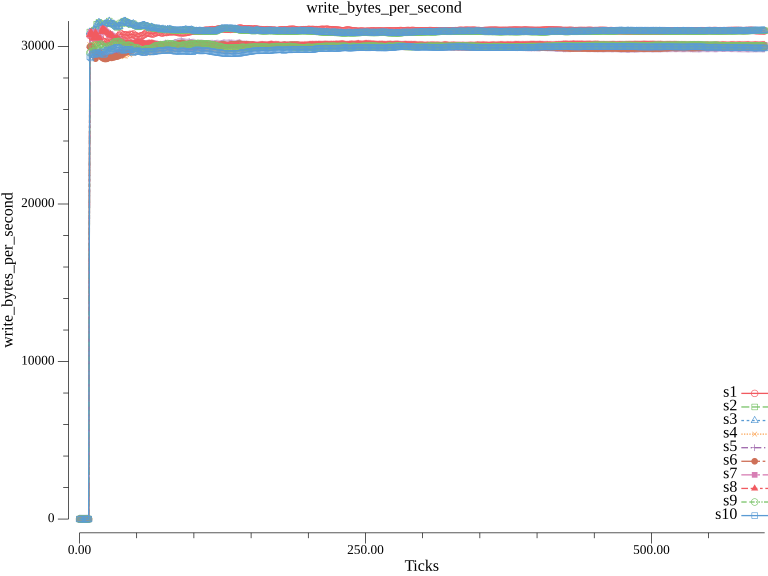 write_bytes_per_second
30000
20000
10000
0
write_bytes_per_second
s1
s2
s3
s4
s5
s6
s7
s8
s9
s10
0.00 250.00 500.00
Ticks